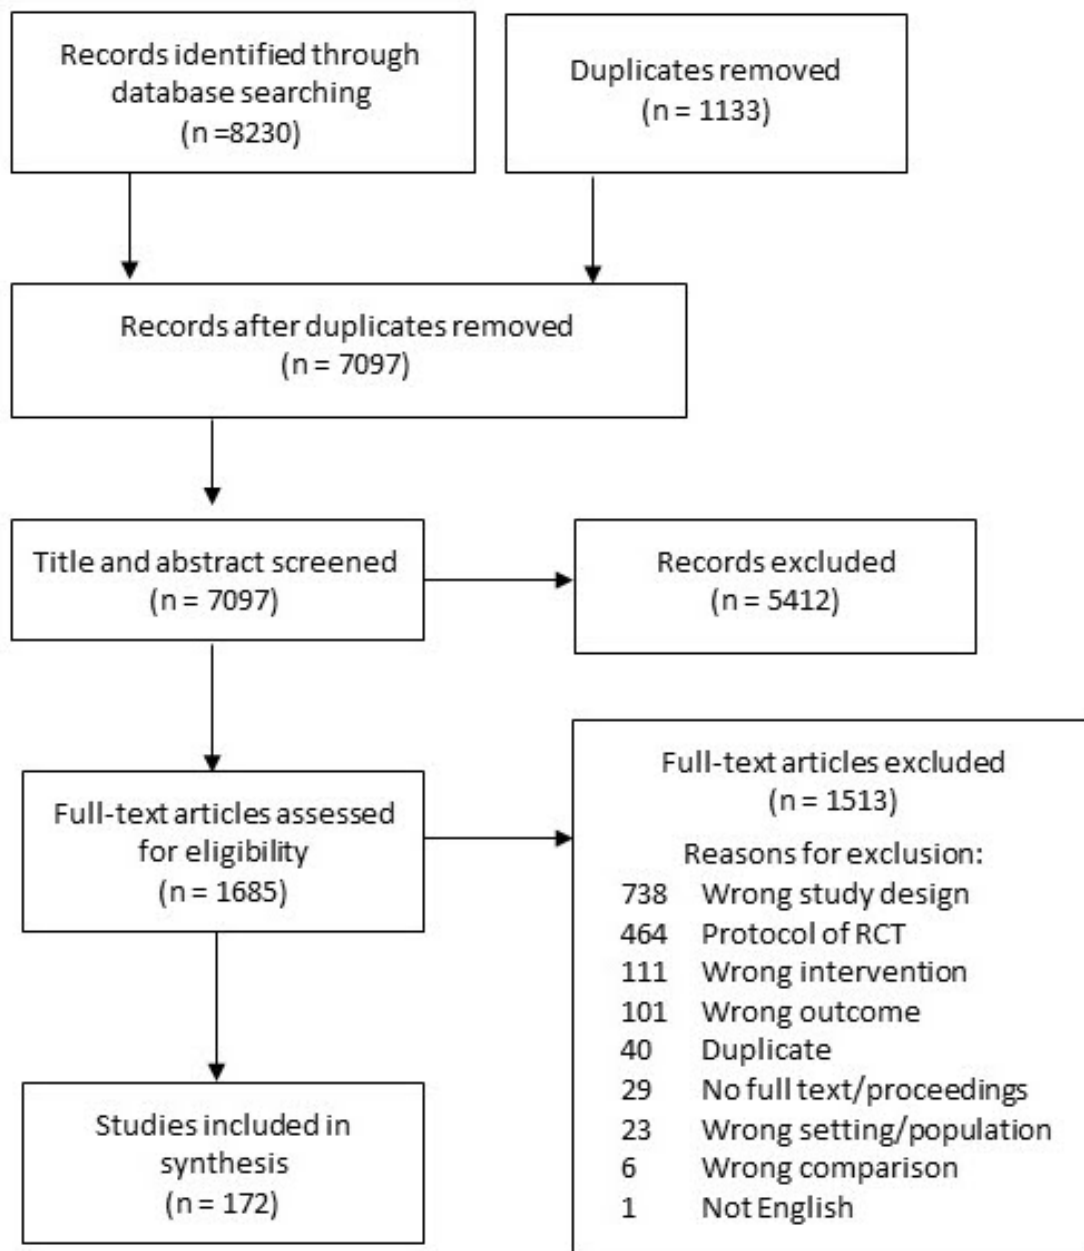 Records identified through
database searching
(n =8230)
Duplicates removed
(n = 1133)
Records after duplicates removed
(n = 7097)
Title and abstract screened
(n = 7097)
Records excluded
(n = 5412)
Full-text articles assessed
for eligibility
(n = 1685)
Full-text articles excluded
(n = 1513)
Reasons for exclusion:
738 Wrong study design
464 Protocol of RCT
111 Wrong intervention
101 Wrong outcome
40 Duplicate
29 No full text/proceedings
23 Wrong setting/population
6 Wrong comparison
1 Not English
Studies included in
synthesis
(n = 172)